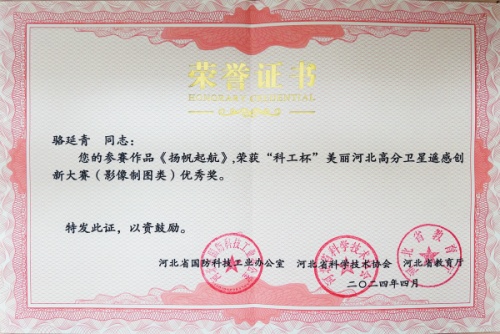 荣誉证书
HONORARY CREDENTIAL
骆延青 同志：
您的参赛作品《扬帆起航》,荣获“科工杯”美丽河北高分卫星遥感创
新大赛（影像制图类）优秀奖。
特发此证，以资鼓励。
河北省国防科技工业办公室 河北省科学技术协会 河北省教育厅
二〇二四年四月